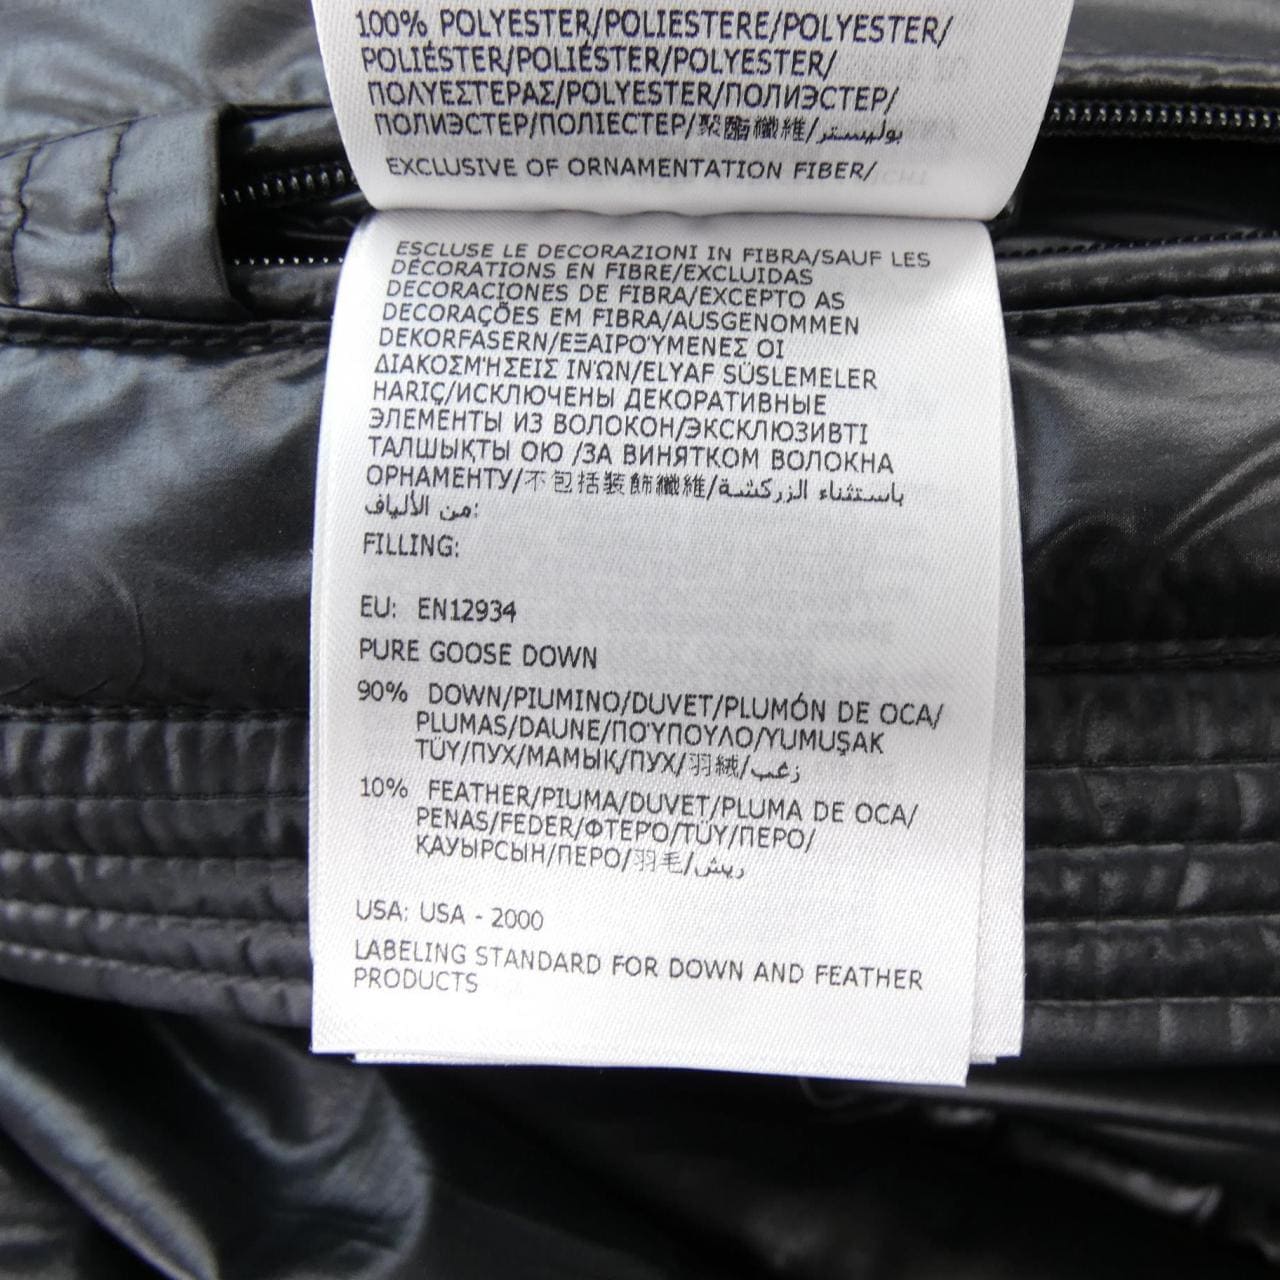 100% POLYESTER/POLIESTERE/POLYESTER/
POLIÉSTER/POLIÉSTER/POLYESTER/
ΠΟΛΥΕΣΤΕΡΑΣ/POLYESTER/ПОЛИЭСТЕР/
ПОЛИЭСТЕР/ПОЛІЕСТЕР/聚酯纖維/بوليستر
EXCLUSIVE OF ORNAMENTATION FIBER/
ESCLUSE LE DECORAZIONI IN FIBRA/SAUF LES
DÉCORATIONS EN FIBRE/EXCLUIDAS
DECORACIONES DE FIBRA/EXCEPTO AS
DECORAÇÕES EM FIBRA/AUSGENOMMEN
DEKORFASERN/ΕΞΑΙΡΟΎΜΕΝΕΣ ΟΙ
ΔΙΑΚΟΣΜΉΣΕΙΣ ΙΝΏΝ/ELYAF SÜSLEMELER
HARIÇ/ИСКЛЮЧЕНЫ ДЕКОРАТИВНЫЕ
ЭЛЕМЕНТЫ ИЗ ВОЛОКОН/ЭКСКЛЮЗИВТІ
ТАЛШЫҚТЫ ОЮ /ЗА ВИНЯТКОМ ВОЛОКНА
ОРНАМЕНТУ/不包括裝飾纖維/باستثناء الزركشة
من الألياف:
FILLING:
EU: EN12934
PURE GOOSE DOWN
90% DOWN/PIUMINO/DUVET/PLUMÓN DE OCA/
PLUMAS/DAUNE/ΠΟΎΠΟΥΛΟ/YUMUŞAK
TÜY/ПУХ/МАМЫҚ/ПУХ/羽絨/زغب
10% FEATHER/PIUMA/DUVET/PLUMA DE OCA/
PENAS/FEDER/ΦΤΕΡΌ/TÜY/ПЕРО/
ҚАУЫРСЫН/ПЕРО/羽毛/ريش
USA: USA - 2000
LABELING STANDARD FOR DOWN AND FEATHER
PRODUCTS